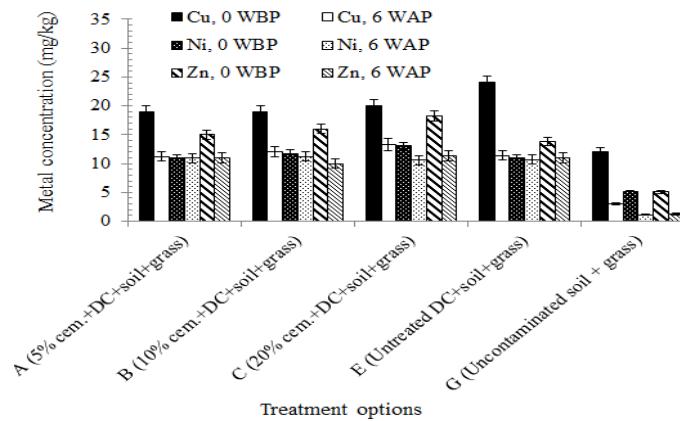 Metal concentration (mg/kg)
35
30
25
20
15
10
5
0
Cu, 0 WBP
Cu, 6 WAP
Ni, 0 WBP
Ni, 6 WAP
Zn, 0 WBP
Zn, 6 WAP
A (5% cem.+DC+soil+grass)
B (10% cem.+DC+soil+grass)
C (20% cem.+DC+soil+grass)
E (Untreated DC+soil+grass)
G (Uncontaminated soil + grass)
Treatment options